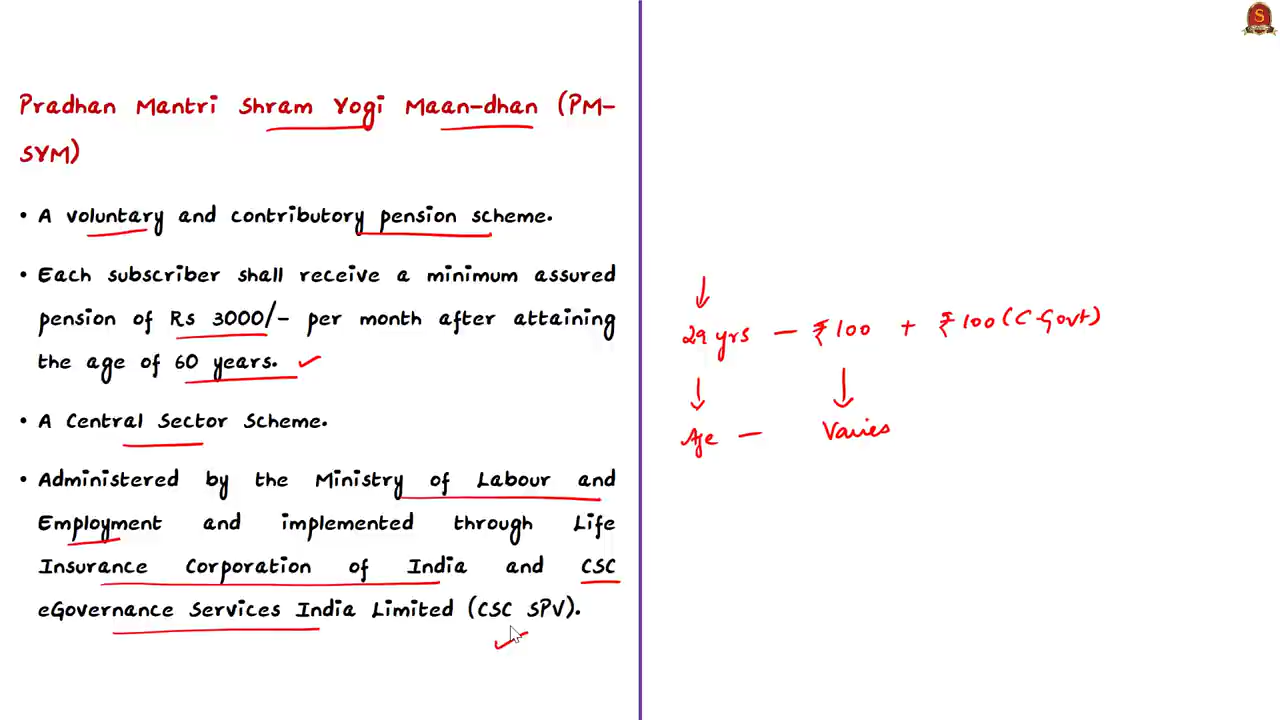 Pradhan Mantri Shram Yogi Maan-dhan (PM-
SYM)
• A voluntary and contributory pension scheme.
• Each subscriber shall receive a minimum assured
pension of Rs 3000/- per month after attaining
the age of 60 years.
• A Central Sector Scheme.
• Administered by the Ministry of Labour and
Employment and implemented through Life
Insurance Corporation of India and CSC
eGovernance Services India Limited (CSC SPV).
29 yrs - ₹100 + ₹100 (C-Govt)
Age - Varies
S